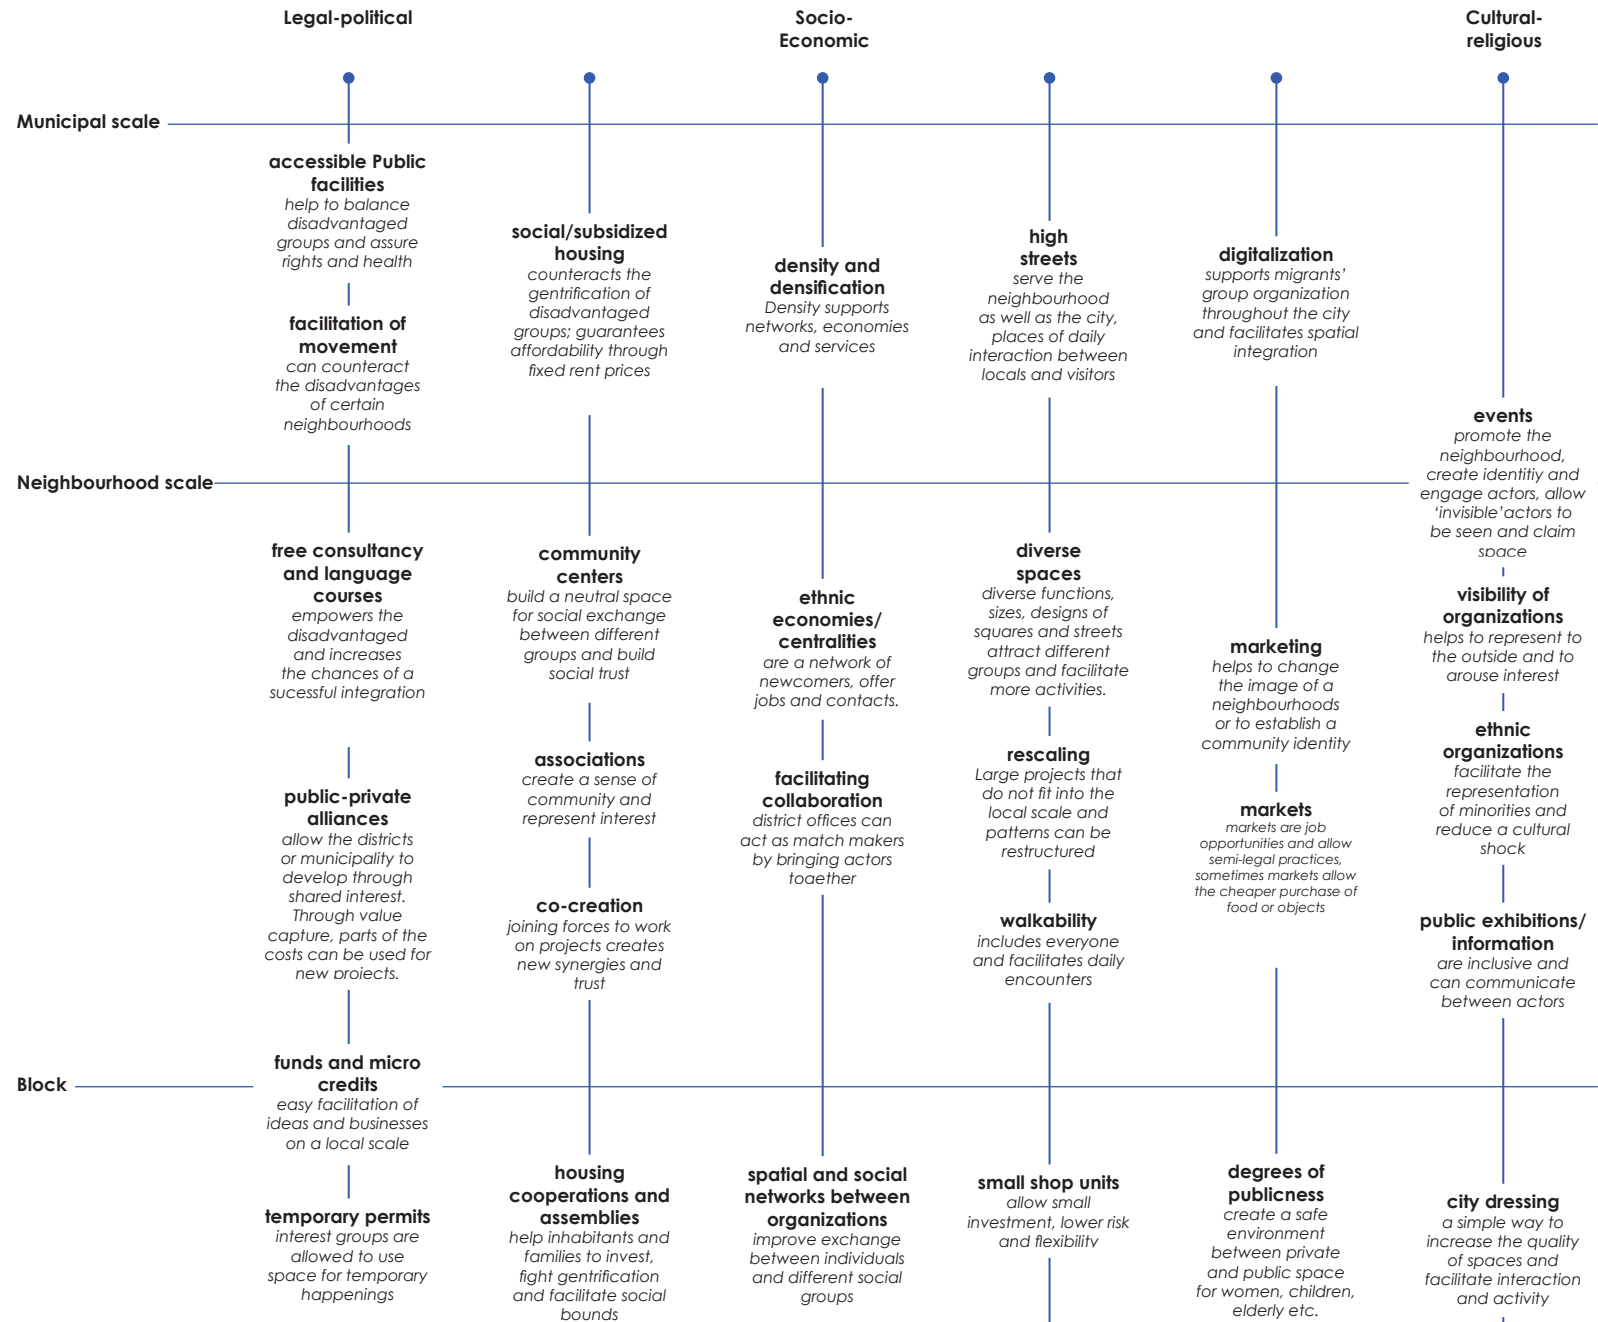 Legal-political
Socio-
Economic
Cultural-
religious
Municipal scale
accessible Public
facilities
help to balance
disadvantaged
groups and assure
rights and health
facilitation of
movement
can counteract
the disadvantages
of certain
neighbourhoods
social/subsidized
housing
counteracts the
gentrification of
disadvantaged
groups; guarantees
affordability through
fixed rent prices
density and
densification
Density supports
networks, economies
and services
high
streets
serve the
neighbourhood
as well as the city,
places of daily
interaction between
locals and visitors
digitalization
supports migrants'
group organization
throughout the city
and facilitates spatial
integration
events
promote the
neighbourhood,
create identitiy and
engage actors, allow
'invisible'actors to
be seen and claim
space
Neighbourhood scale
free consultancy
and language
courses
empowers the
disadvantaged
and increases
the chances of a
sucessful integration
public-private
alliances
allow the districts
or municipality to
develop through
shared interest.
Through value
capture, parts of the
costs can be used for
new projects.
community
centers
build a neutral space
for social exchange
between different
groups and build
social trust
associations
create a sense of
community and
represent interest
co-creation
joining forces to work
on projects creates
new synergies and
trust
ethnic
economies/
centralities
are a network of
newcomers, offer
jobs and contacts.
facilitating
collaboration
district offices can
act as match makers
by bringing actors
together
diverse
spaces
diverse functions,
sizes, designs of
squares and streets
attract different
groups and facilitate
more activities.
rescaling
Large projects that
do not fit into the
local scale and
patterns can be
restructured
walkability
includes everyone
and facilitates daily
encounters
marketing
helps to change
the image of a
neighbourhoods
or to establish a
community identity
markets
markets are job
opportunities and allow
semi-legal practices,
sometimes markets allow
the cheaper purchase of
food or objects
visibility of
organizations
helps to represent to
the outside and to
arouse interest
ethnic
organizations
facilitate the
representation
of minorities and
reduce a cultural
shock
public exhibitions/
information
are inclusive and
can communicate
between actors
Block
funds and micro
credits
easy facilitation of
ideas and businesses
on a local scale
temporary permits
interest groups are
allowed to use
space for temporary
happenings
housing
cooperations and
assemblies
help inhabitants and
families to invest,
fight gentrification
and facilitate social
bounds
spatial and social
networks between
organizations
improve exchange
between individuals
and different social
groups
small shop units
allow small
investment, lower risk
and flexibility
degrees of
publicness
create a safe
environment
between private
and public space
for women, children,
elderly etc.
city dressing
a simple way to
increase the quality
of spaces and
facilitate interaction
and activity